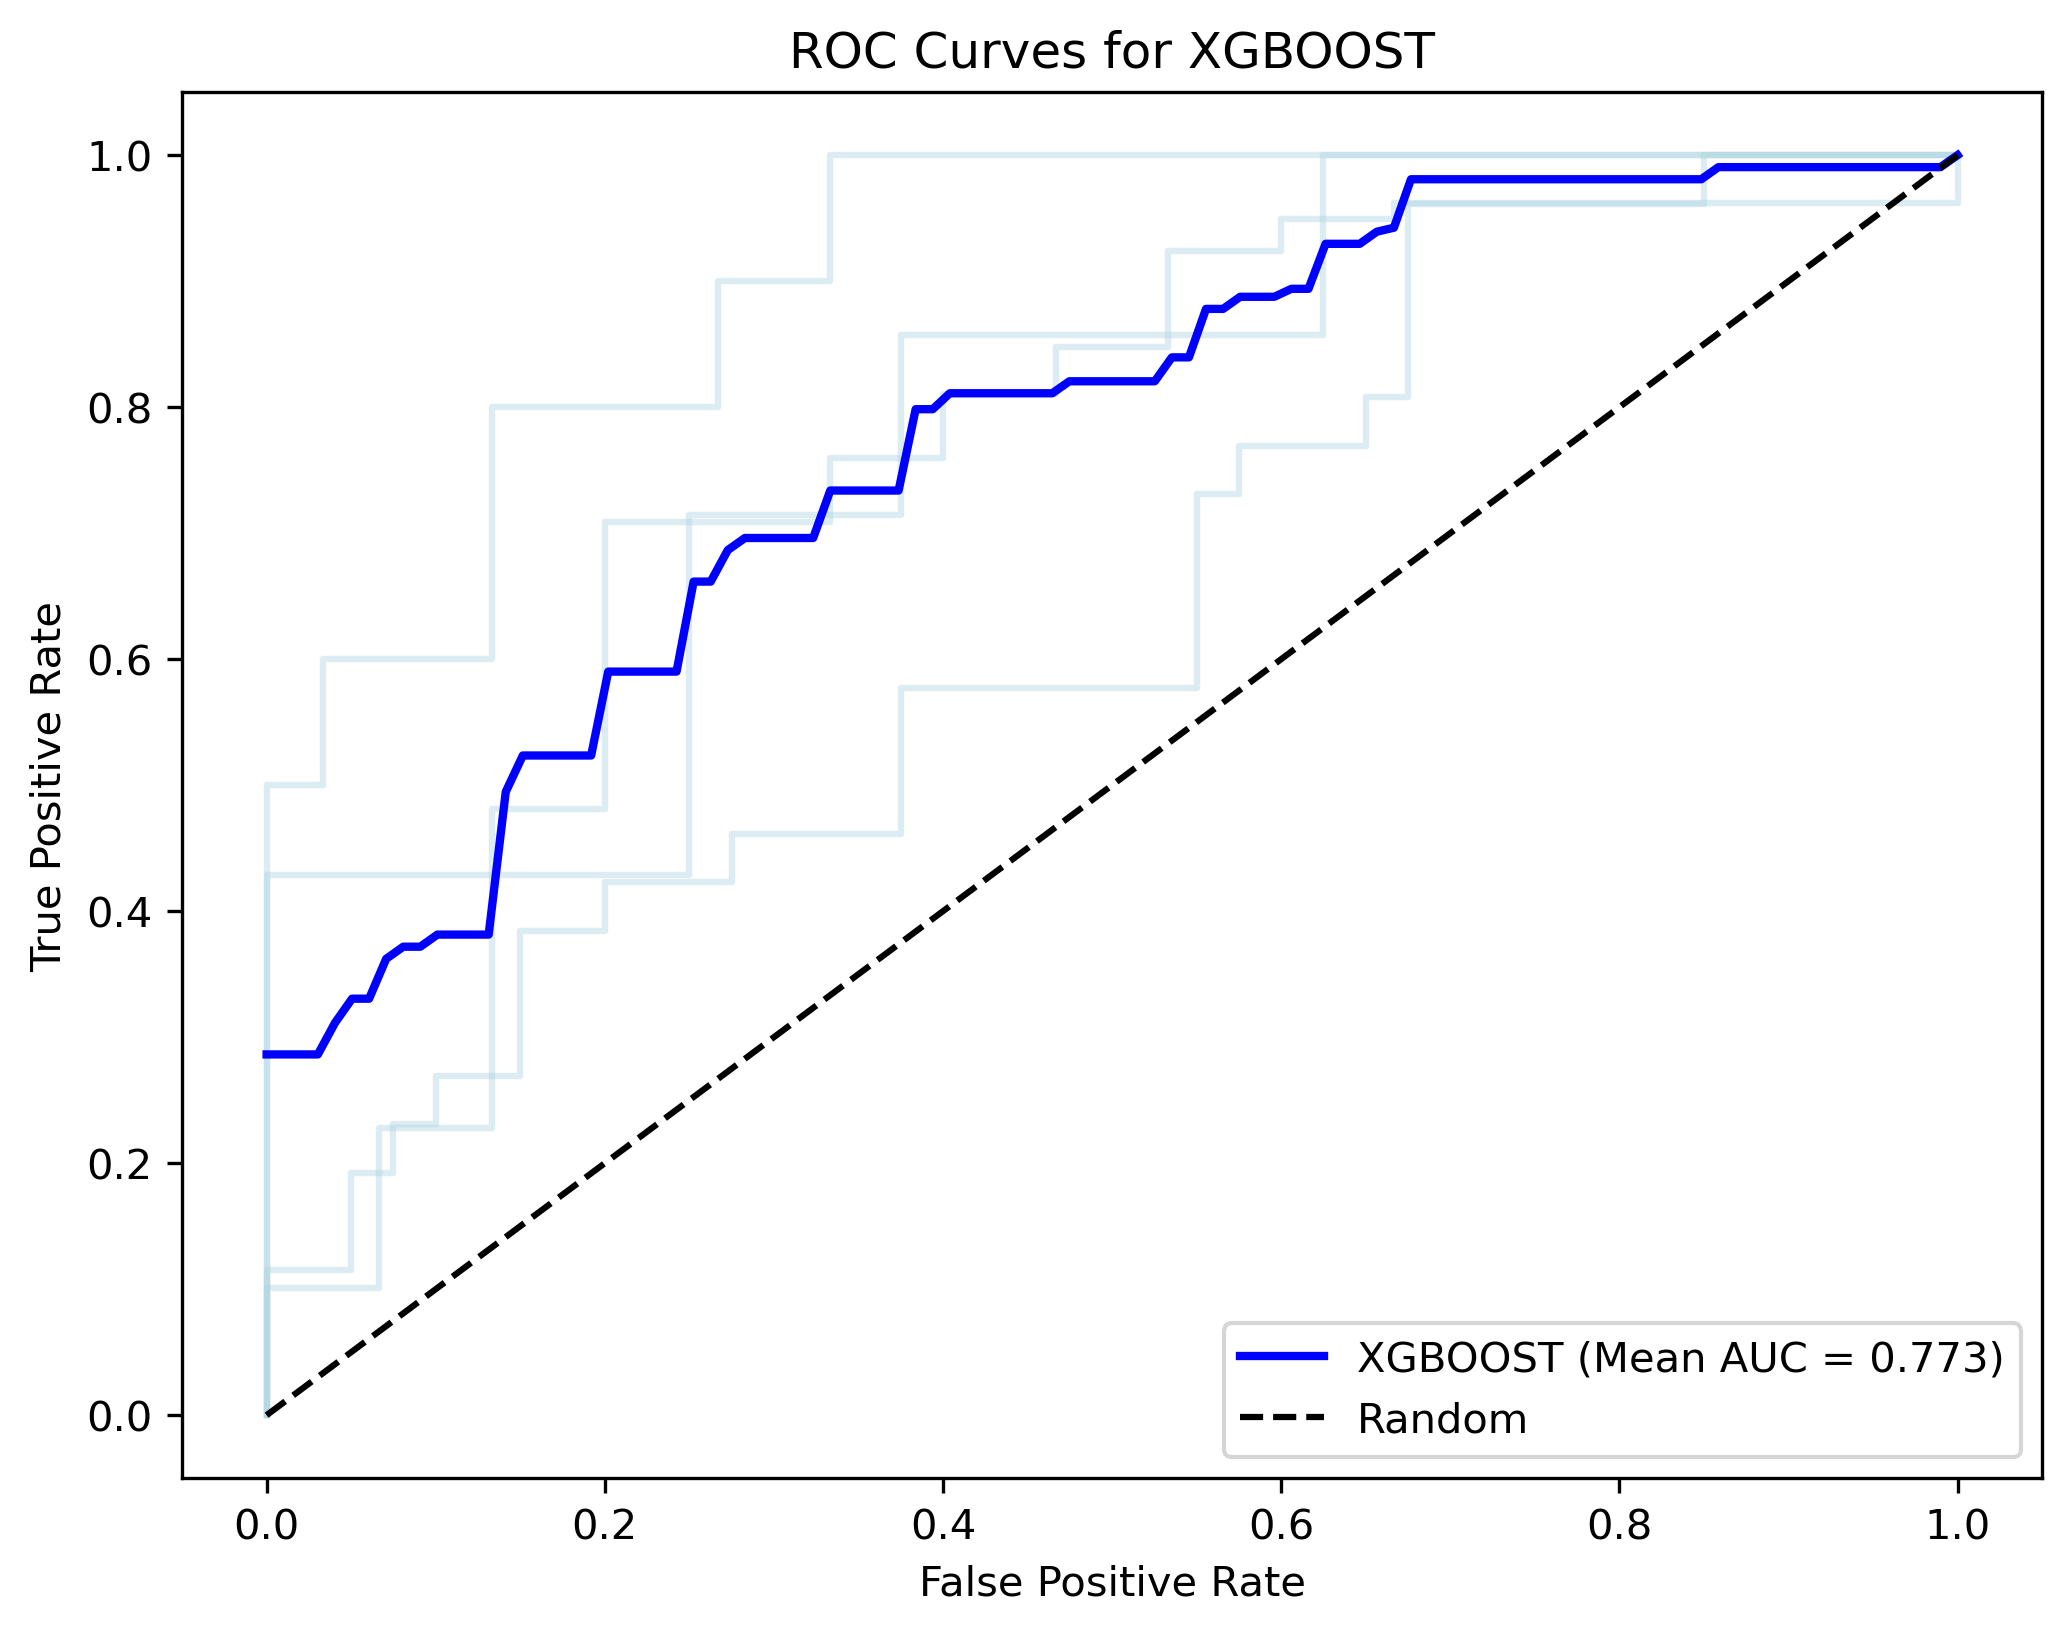 ROC Curves for XGBOOST
1.0
0.8
0.6
0.4
0.2
0.0
True Positive Rate
0.0 0.2 0.4 0.6 0.8 1.0
False Positive Rate
XGBOOST (Mean AUC = 0.773)
Random